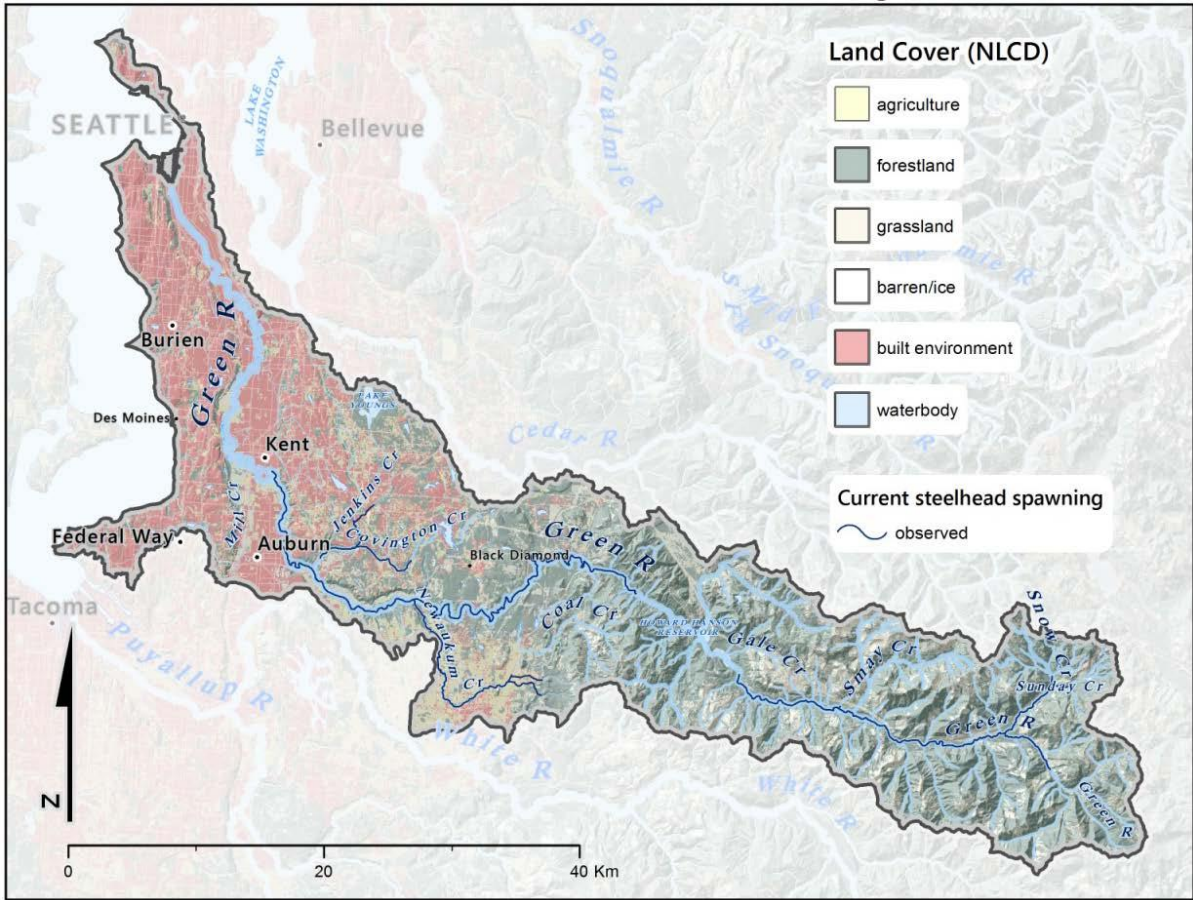 Land Cover (NLCD)
agriculture
forestland
grassland
barren/ice
built environment
waterbody
Current steelhead spawning
observed
SEATTLE
LAKE
WASHINGTON
Bellevue
Snoqualmie R
Burien
Green R
Des Moines
Kent
LAKE
YOUNGS
Cedar R
Mill Cr
Jenkins Cr
Covington Cr
Federal Way
Auburn
Black Diamond
Green R
Tacoma
Puyallup R
Newaukum
Cr
Coal Cr
HOWARD HANSON
RESERVOIR
Gale Cr
Smay Cr
Snow Cr
Sunday Cr
Green R
Green R
White R
White R
N
0
20
40 Km